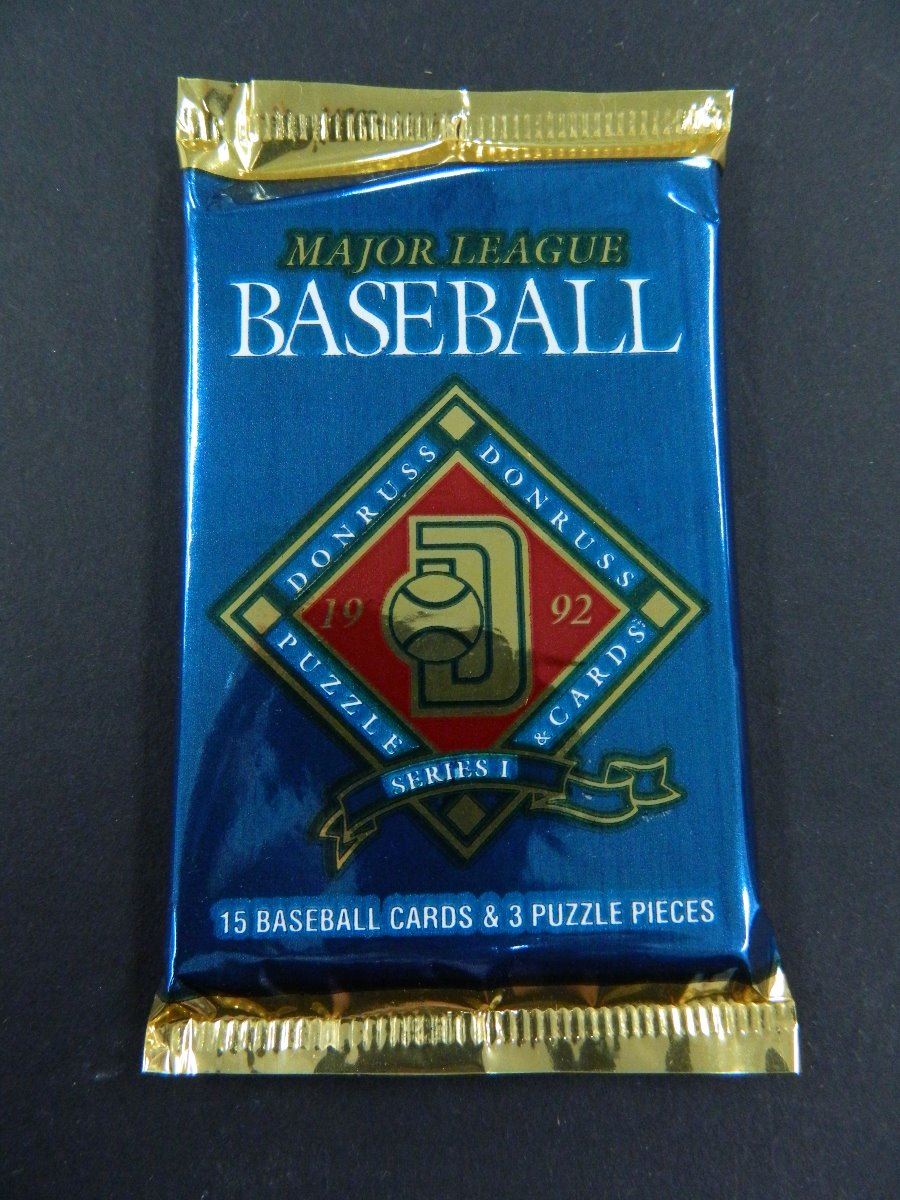 MAJOR LEAGUE
BASEBALL
DONRUSS
DONRUSS
19 92
PUZZLE
& CARDS
SERIES I
15 BASEBALL CARDS & 3 PUZZLE PIECES